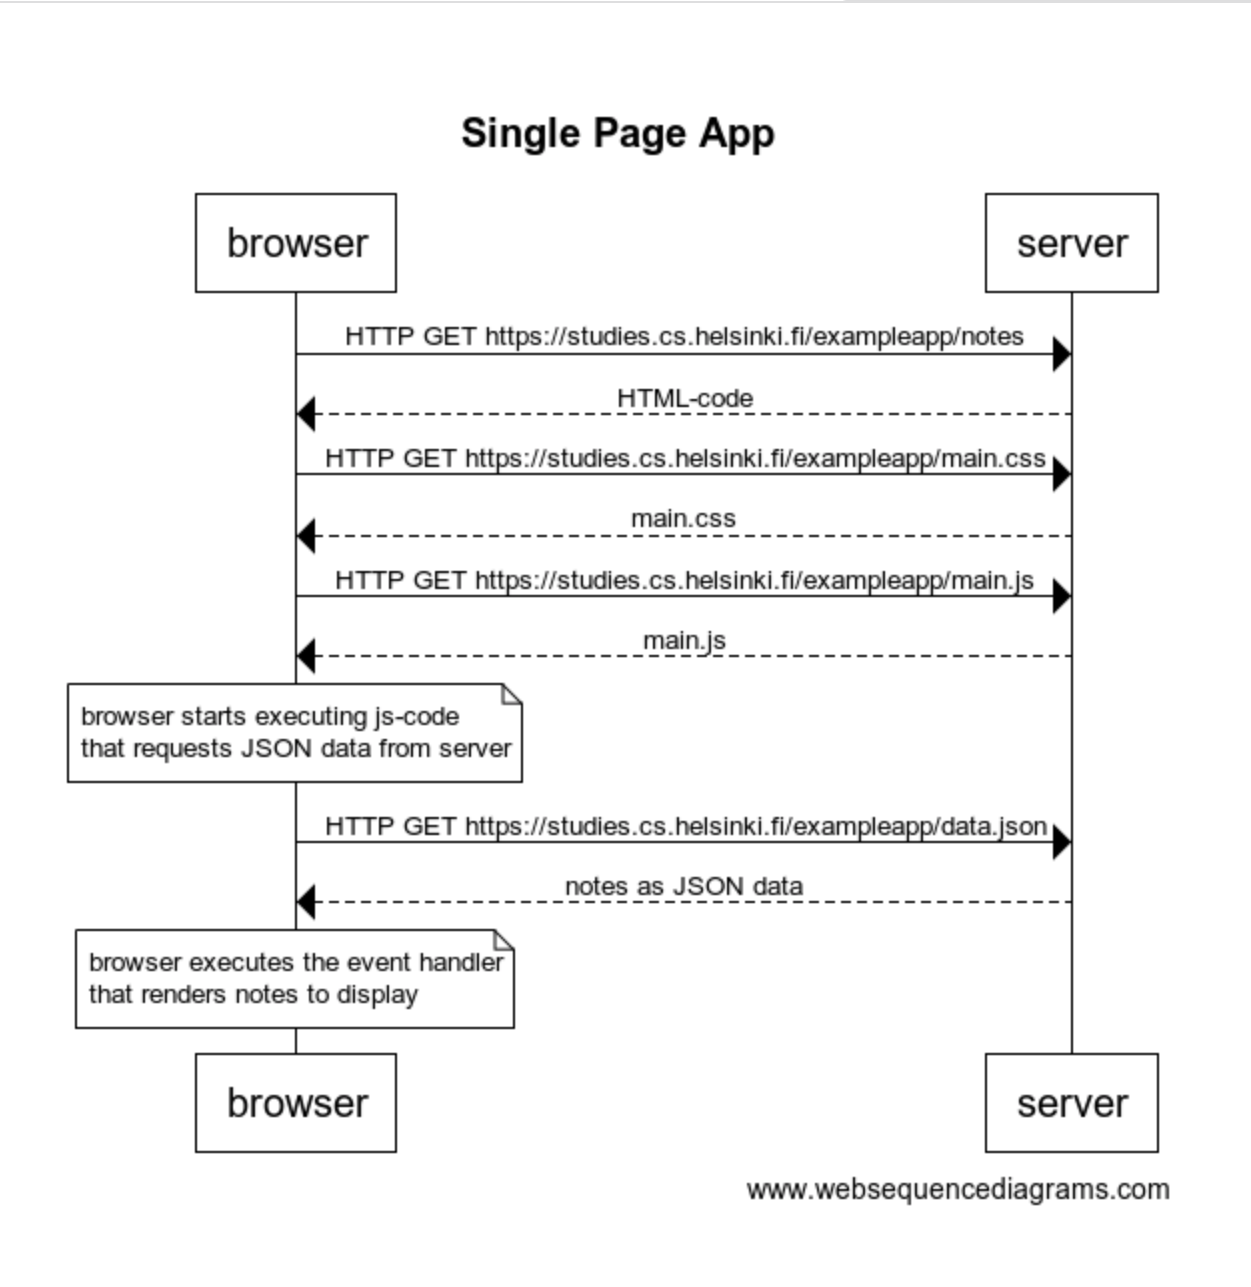 Single Page App
browser
server
HTTP GET https://studies.cs.helsinki.fi/exampleapp/notes
HTML-code
HTTP GET https://studies.cs.helsinki.fi/exampleapp/main.css
main.css
HTTP GET https://studies.cs.helsinki.fi/exampleapp/main.js
main.js
browser starts executing js-code
that requests JSON data from server
HTTP GET https://studies.cs.helsinki.fi/exampleapp/data.json
notes as JSON data
browser executes the event handler
that renders notes to display
browser
server
www.websequencediagrams.com